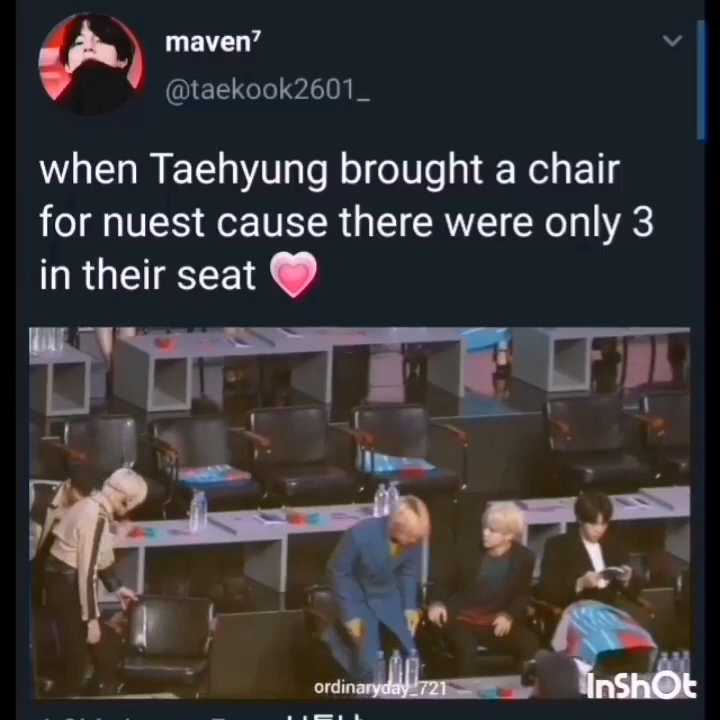 maven⁷
@taekook2601_
when Taehyung brought a chair
for nuest cause there were only 3
in their seat 💗
ordinaryday_721
InShOt